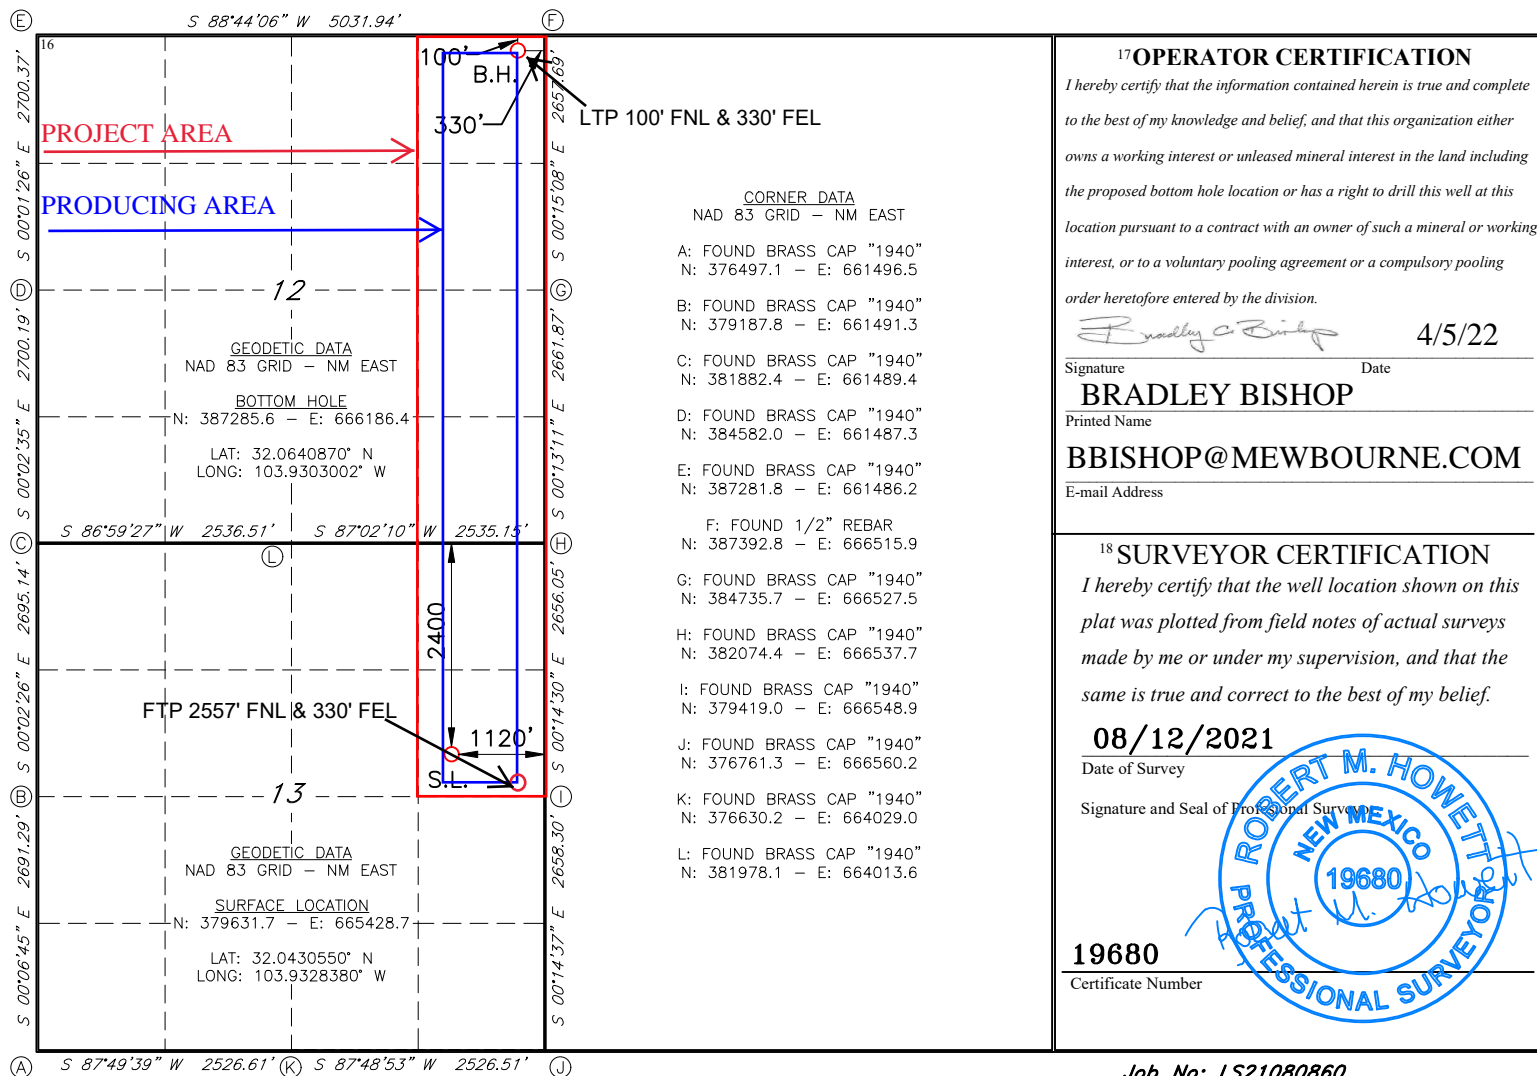 E S 88°44'06" W 5031.94' F
16
100'
B.H.
330'
LTP 100' FNL & 330' FEL
PROJECT AREA
PRODUCING AREA
S 00°01'26" E 2700.37'
S 00°15'08" E 2657.69'
D
12
G
GEODETIC DATA
NAD 83 GRID – NM EAST
BOTTOM HOLE
N: 387285.6 – E: 666186.4
LAT: 32.0640870° N
LONG: 103.9303002° W
S 00°02'35" E 2700.19'
S 00°13'11" E 2661.87'
S 86°59'27" W 2536.51' S 87°02'10" W 2535.15'
C
L
H
2400
S 00°02'26" E 2695.14'
S 00°14'30" E 2656.05'
FTP 2557' FNL & 330' FEL
1120'
S.L.
B
13
I
GEODETIC DATA
NAD 83 GRID – NM EAST
SURFACE LOCATION
N: 379631.7 – E: 665428.7
LAT: 32.0430550° N
LONG: 103.9328380° W
S 00°06'45" E 2691.29'
S 00°14'37" E 2658.30'
A S 87°49'39" W 2526.61' K S 87°48'53" W 2526.51' J
CORNER DATA
NAD 83 GRID – NM EAST
A: FOUND BRASS CAP "1940"
N: 376497.1 – E: 661496.5
B: FOUND BRASS CAP "1940"
N: 379187.8 – E: 661491.3
C: FOUND BRASS CAP "1940"
N: 381882.4 – E: 661489.4
D: FOUND BRASS CAP "1940"
N: 384582.0 – E: 661487.3
E: FOUND BRASS CAP "1940"
N: 387281.8 – E: 661486.2
F: FOUND 1/2" REBAR
N: 387392.8 – E: 666515.9
G: FOUND BRASS CAP "1940"
N: 384735.7 – E: 666527.5
H: FOUND BRASS CAP "1940"
N: 382074.4 – E: 666537.7
I: FOUND BRASS CAP "1940"
N: 379419.0 – E: 666548.9
J: FOUND BRASS CAP "1940"
N: 376761.3 – E: 666560.2
K: FOUND BRASS CAP "1940"
N: 376630.2 – E: 664029.0
L: FOUND BRASS CAP "1940"
N: 381978.1 – E: 664013.6
17 OPERATOR CERTIFICATION
I hereby certify that the information contained herein is true and complete
to the best of my knowledge and belief, and that this organization either
owns a working interest or unleased mineral interest in the land including
the proposed bottom hole location or has a right to drill this well at this
location pursuant to a contract with an owner of such a mineral or working
interest, or to a voluntary pooling agreement or a compulsory pooling
order heretofore entered by the division.
Bradley C. Bishop 4/5/22
Signature Date
BRADLEY BISHOP
Printed Name
BBISHOP@MEWBOURNE.COM
E-mail Address
18 SURVEYOR CERTIFICATION
I hereby certify that the well location shown on this
plat was plotted from field notes of actual surveys
made by me or under my supervision, and that the
same is true and correct to the best of my belief.
08/12/2021
Date of Survey
Signature and Seal of Professional Surveyor
ROBERT M. HOWETT
NEW MEXICO
19680
PROFESSIONAL SURVEYOR
Robert M. Howett
19680
Certificate Number
Job No: LS21080860